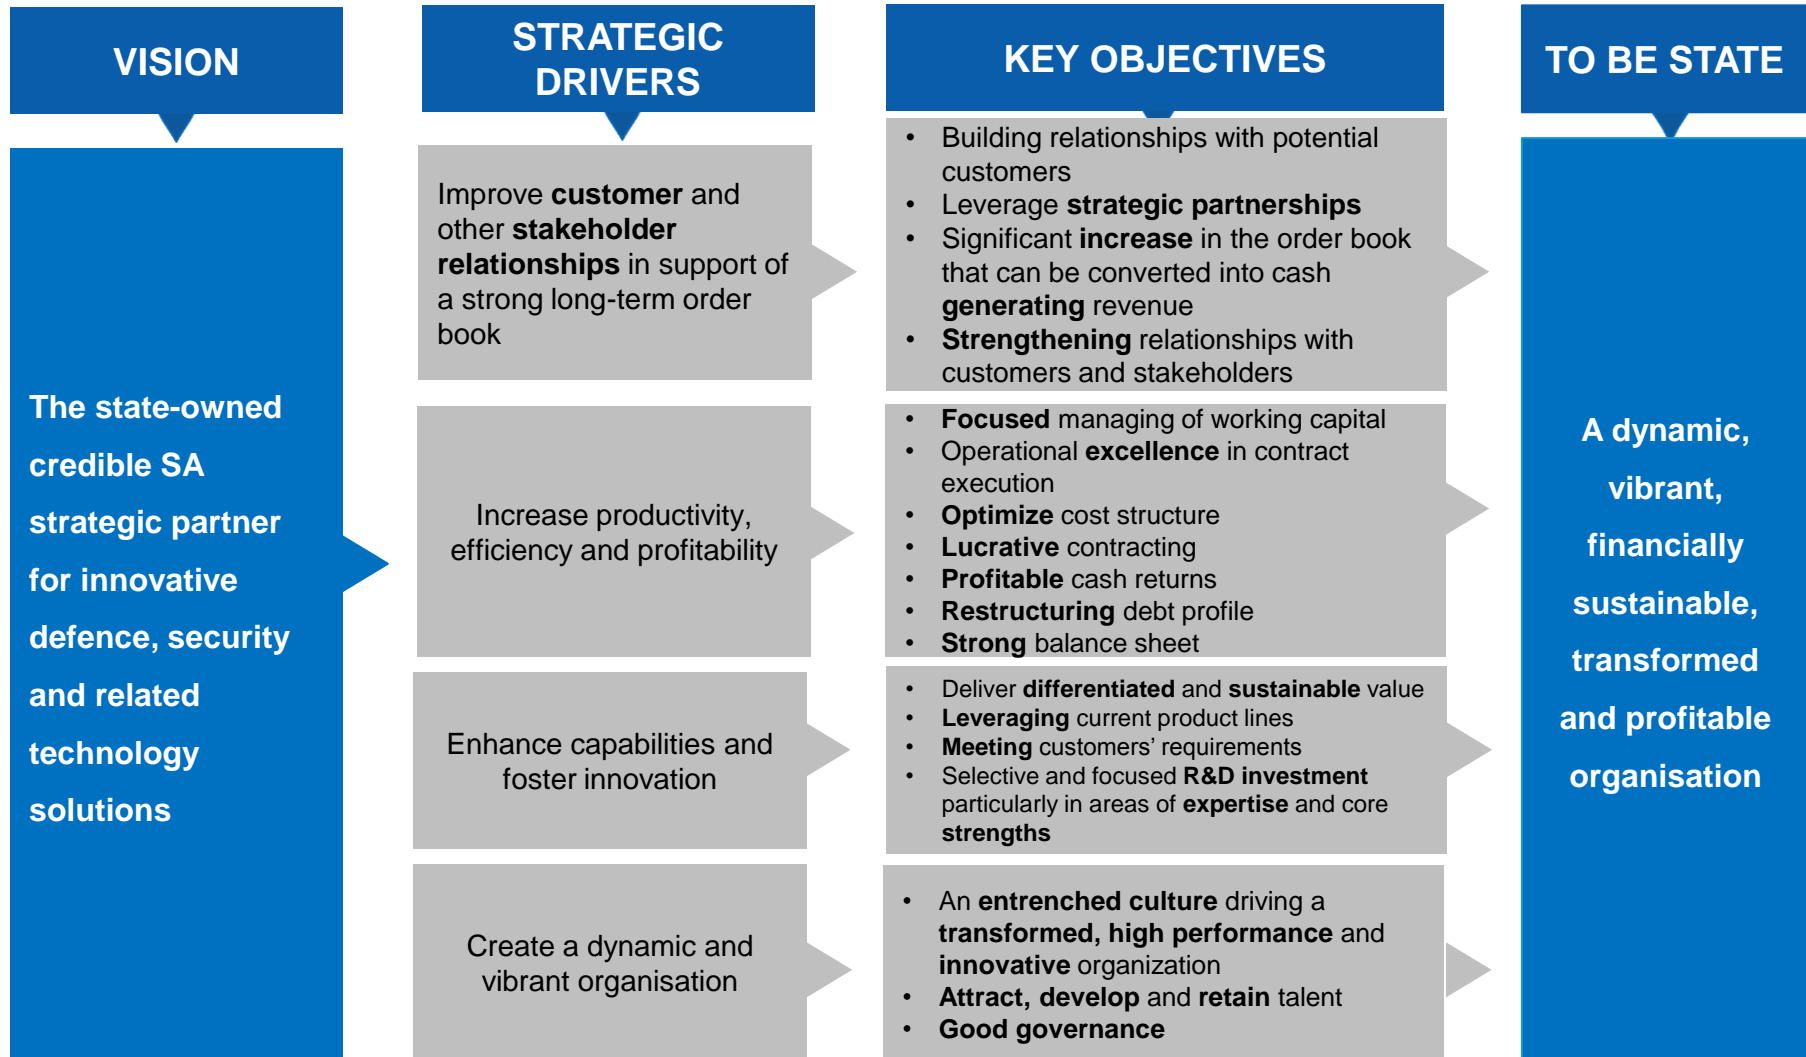 VISION
STRATEGIC
DRIVERS
KEY OBJECTIVES
TO BE STATE
The state-owned
credible SA
strategic partner
for innovative
defence, security
and related
technology
solutions
Improve customer and
other stakeholder
relationships in support of
a strong long-term order
book
• Building relationships with potential
customers
• Leverage strategic partnerships
• Significant increase in the order book
that can be converted into cash
generating revenue
• Strengthening relationships with
customers and stakeholders
Increase productivity,
efficiency and profitability
• Focused managing of working capital
• Operational excellence in contract
execution
• Optimize cost structure
• Lucrative contracting
• Profitable cash returns
• Restructuring debt profile
• Strong balance sheet
Enhance capabilities and
foster innovation
• Deliver differentiated and sustainable value
• Leveraging current product lines
• Meeting customers’ requirements
• Selective and focused R&D investment
particularly in areas of expertise and core
strengths
Create a dynamic and
vibrant organisation
• An entrenched culture driving a
transformed, high performance and
innovative organization
• Attract, develop and retain talent
• Good governance
A dynamic,
vibrant,
financially
sustainable,
transformed
and profitable
organisation